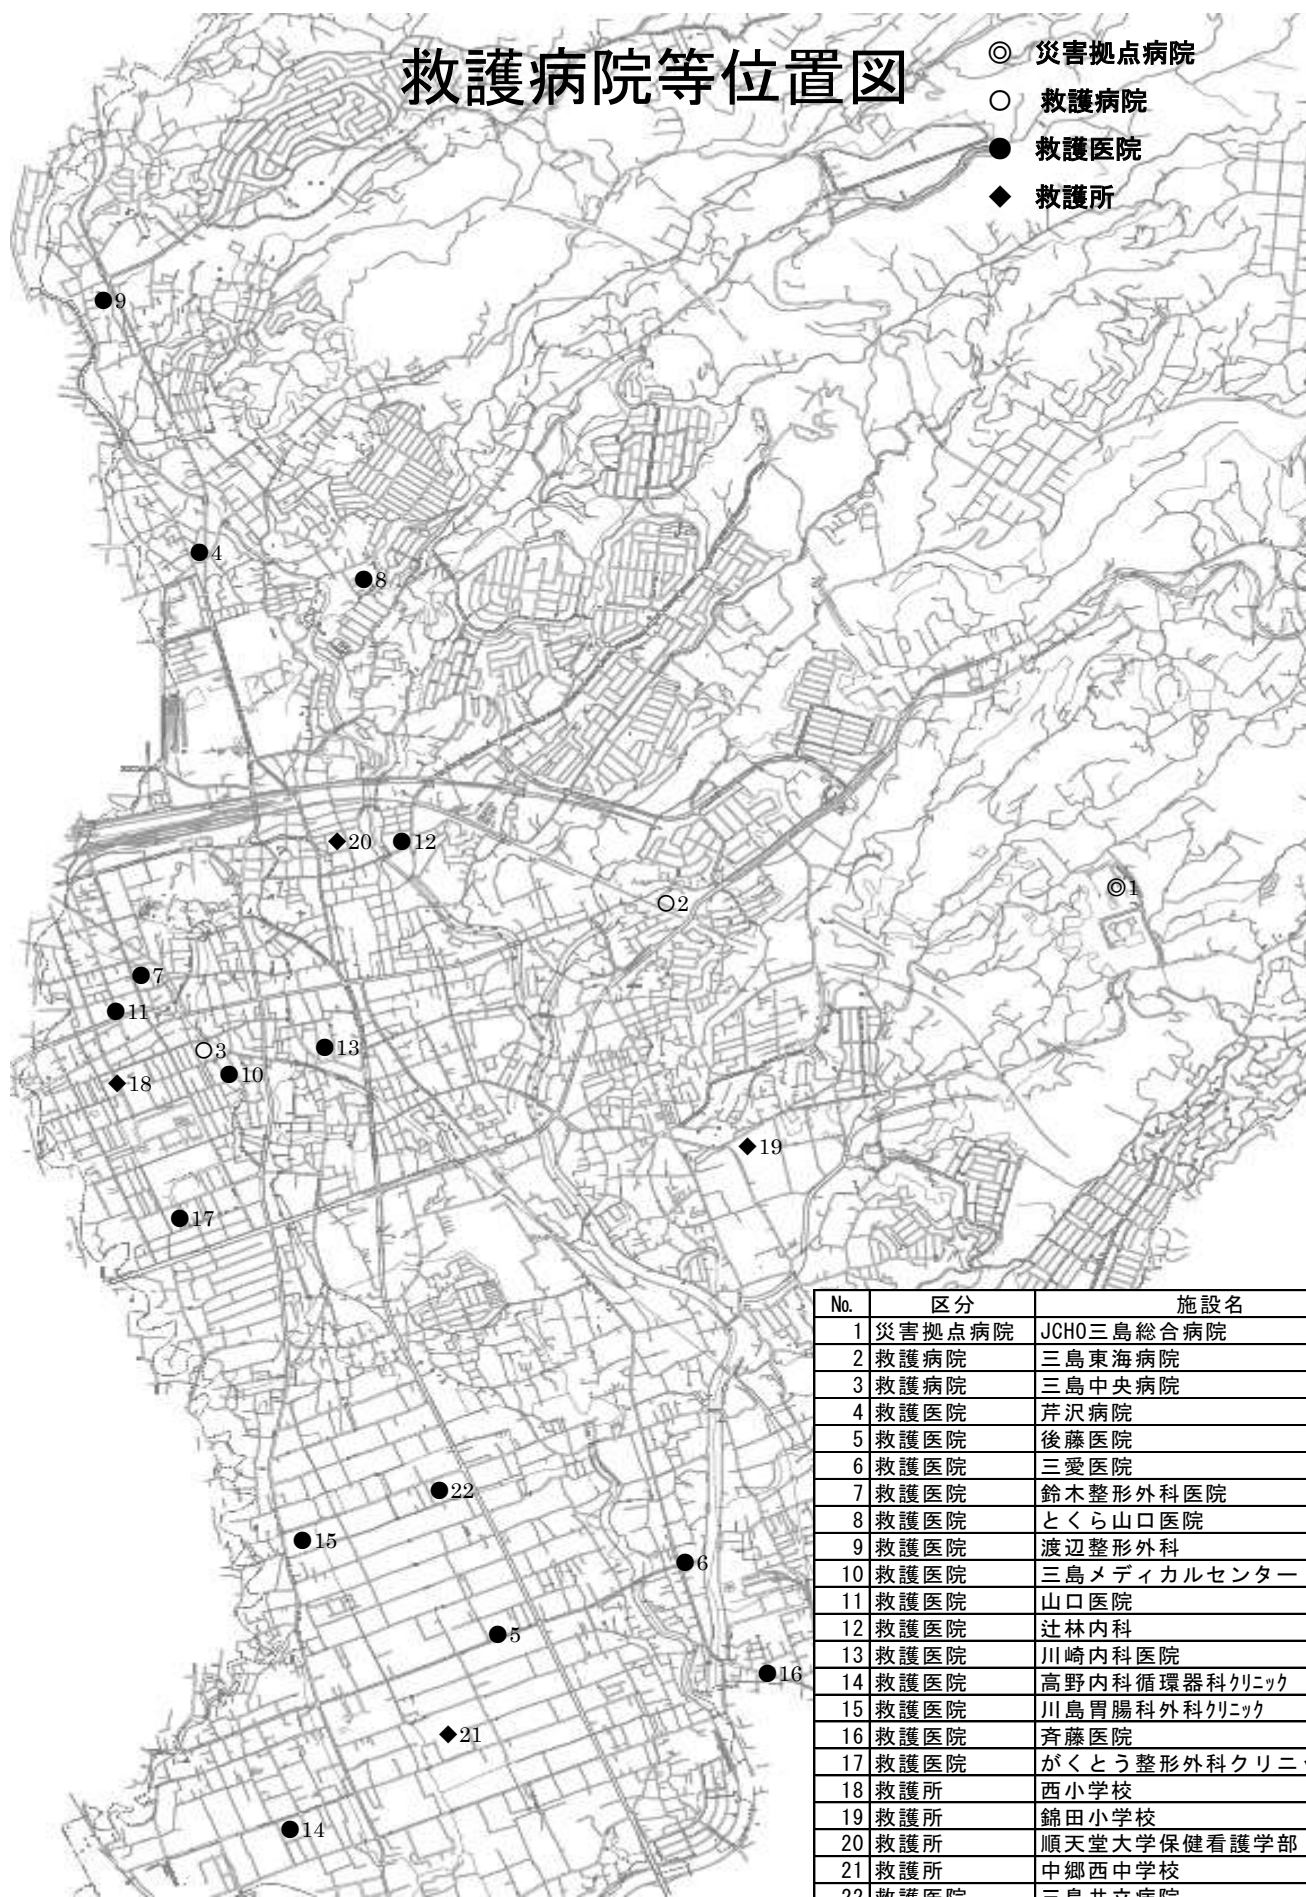 救護病院等位置図
◎ 災害拠点病院
○ 救護病院
● 救護医院
◆ 救護所
9
4
8
20
12
2
1
7
11
3
13
10
18
19
17
22
15
6
5
16
21
14
No. 区分 施設名
1 災害拠点病院 JCHO三島総合病院
2 救護病院 三島東海病院
3 救護病院 三島中央病院
4 救護医院 芹沢病院
5 救護医院 後藤医院
6 救護医院 三愛医院
7 救護医院 鈴木整形外科医院
8 救護医院 とくら山口医院
9 救護医院 渡辺整形外科
10 救護医院 三島メディカルセンター
11 救護医院 山口医院
12 救護医院 辻林内科
13 救護医院 川崎内科医院
14 救護医院 高野内科循環器科ｸﾘﾆｯｸ
15 救護医院 川島胃腸科外科ｸﾘﾆｯｸ
16 救護医院 斉藤医院
17 救護医院 がくとう整形外科クリニ
18 救護所 西小学校
19 救護所 錦田小学校
20 救護所 順天堂大学保健看護学部
21 救護所 中郷西中学校
22 救護医院 三島共立病院